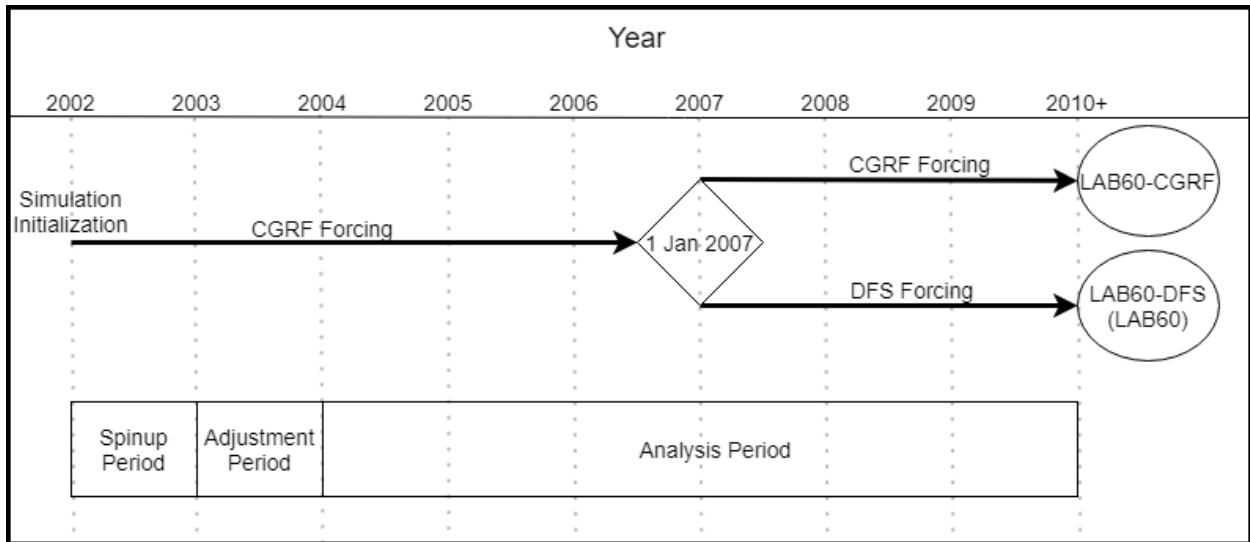 Year
2002
2003
2004
2005
2006
2007
2008
2009
2010+
Simulation
Initialization
CGRF Forcing
1 Jan 2007
CGRF Forcing
LAB60-CGRF
DFS Forcing
LAB60-DFS
(LAB60)
Spinup
Period
Adjustment
Period
Analysis Period